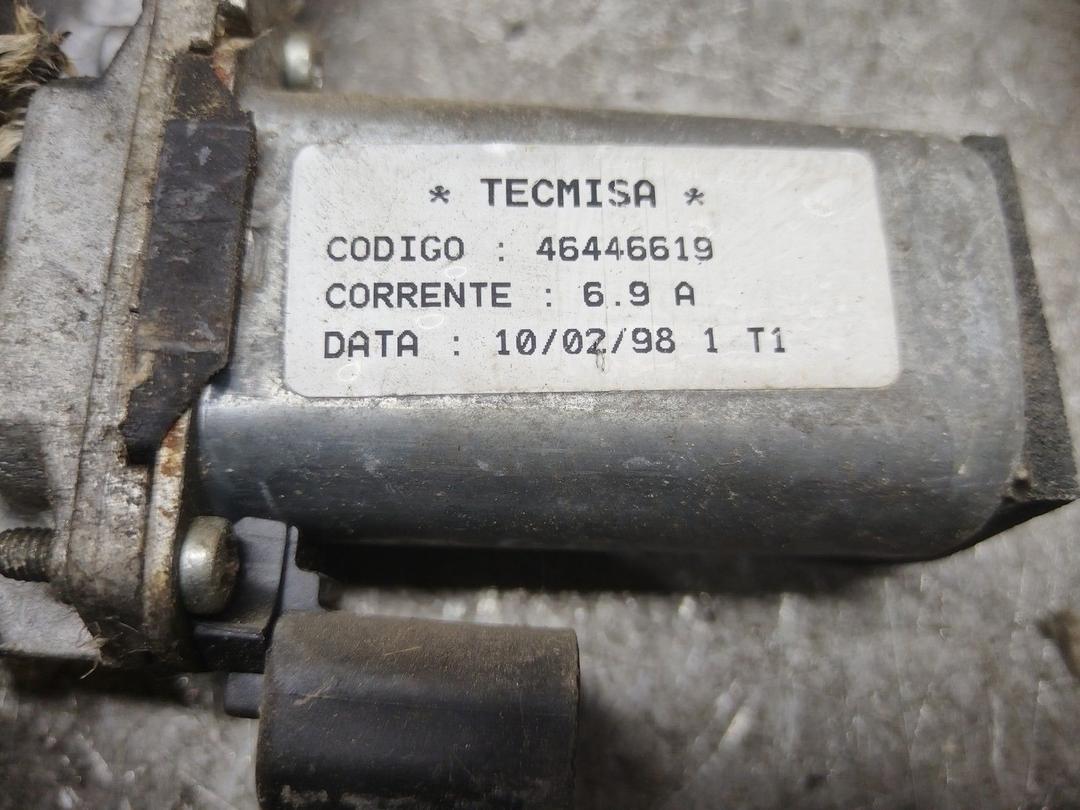 * TECMISA *
CODIGO : 46446619
CORRENTE : 6.9 A
DATA : 10/02/98 1 T1